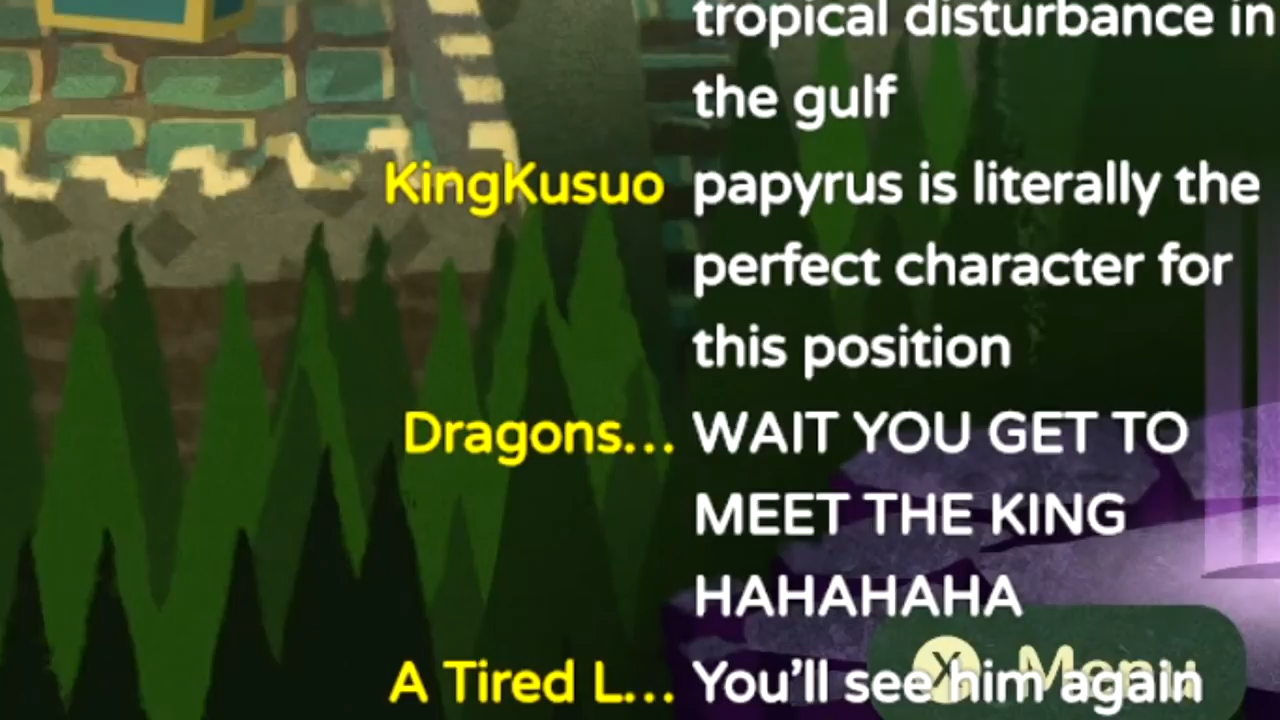 tropical disturbance in
the gulf
KingKusuo papyrus is literally the
perfect character for
this position
Dragons... WAIT YOU GET TO
MEET THE KING
HAHAHAHA
X Menu
A Tired L... You'll see him again